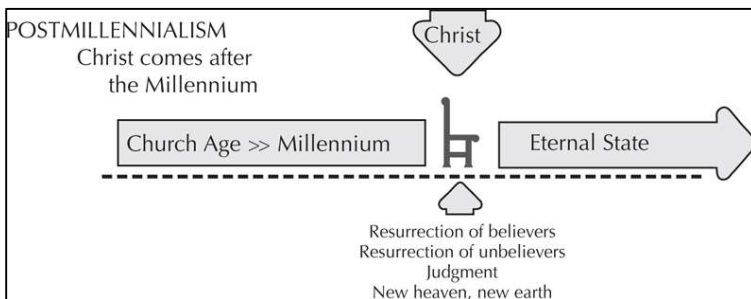 POSTMILLENNIALISM
Christ comes after
the Millennium
Christ
Church Age >> Millennium
Eternal State
Resurrection of believers
Resurrection of unbelievers
Judgment
New heaven, new earth